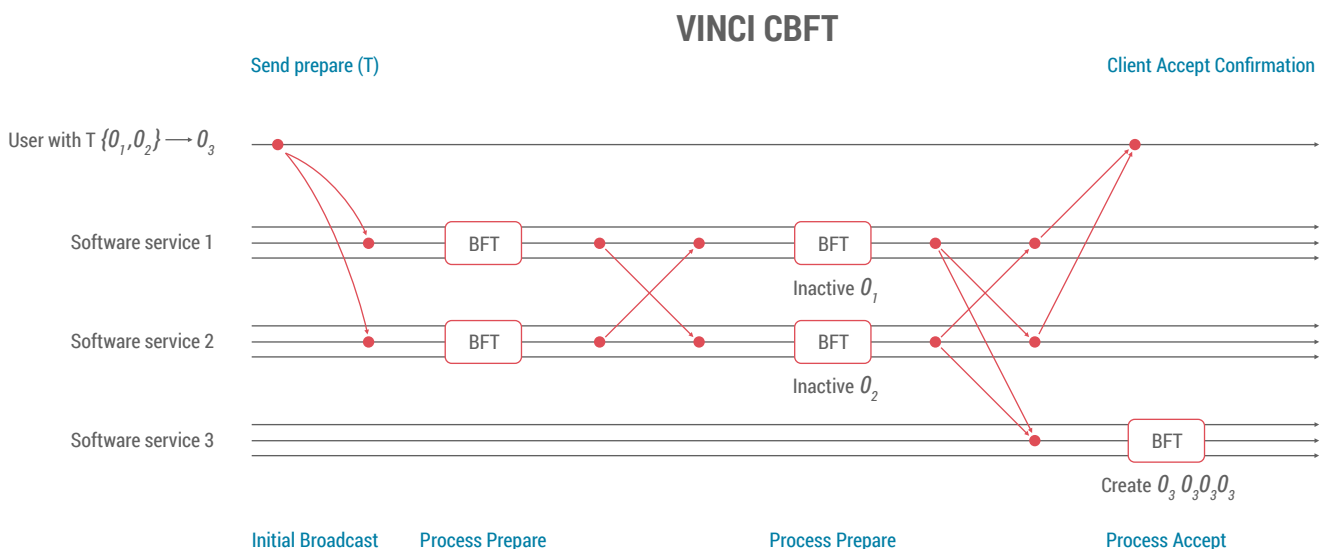 VINCI CBFT
Send prepare (T)
Client Accept Confirmation
User with T {O₁,O₂} ⟶ O₃
Software service 1
BFT
BFT
Inactive O₁
Software service 2
BFT
BFT
Inactive O₂
Software service 3
BFT
Create O₃ O₃O₃O₃
Initial Broadcast
Process Prepare
Process Prepare
Process Accept